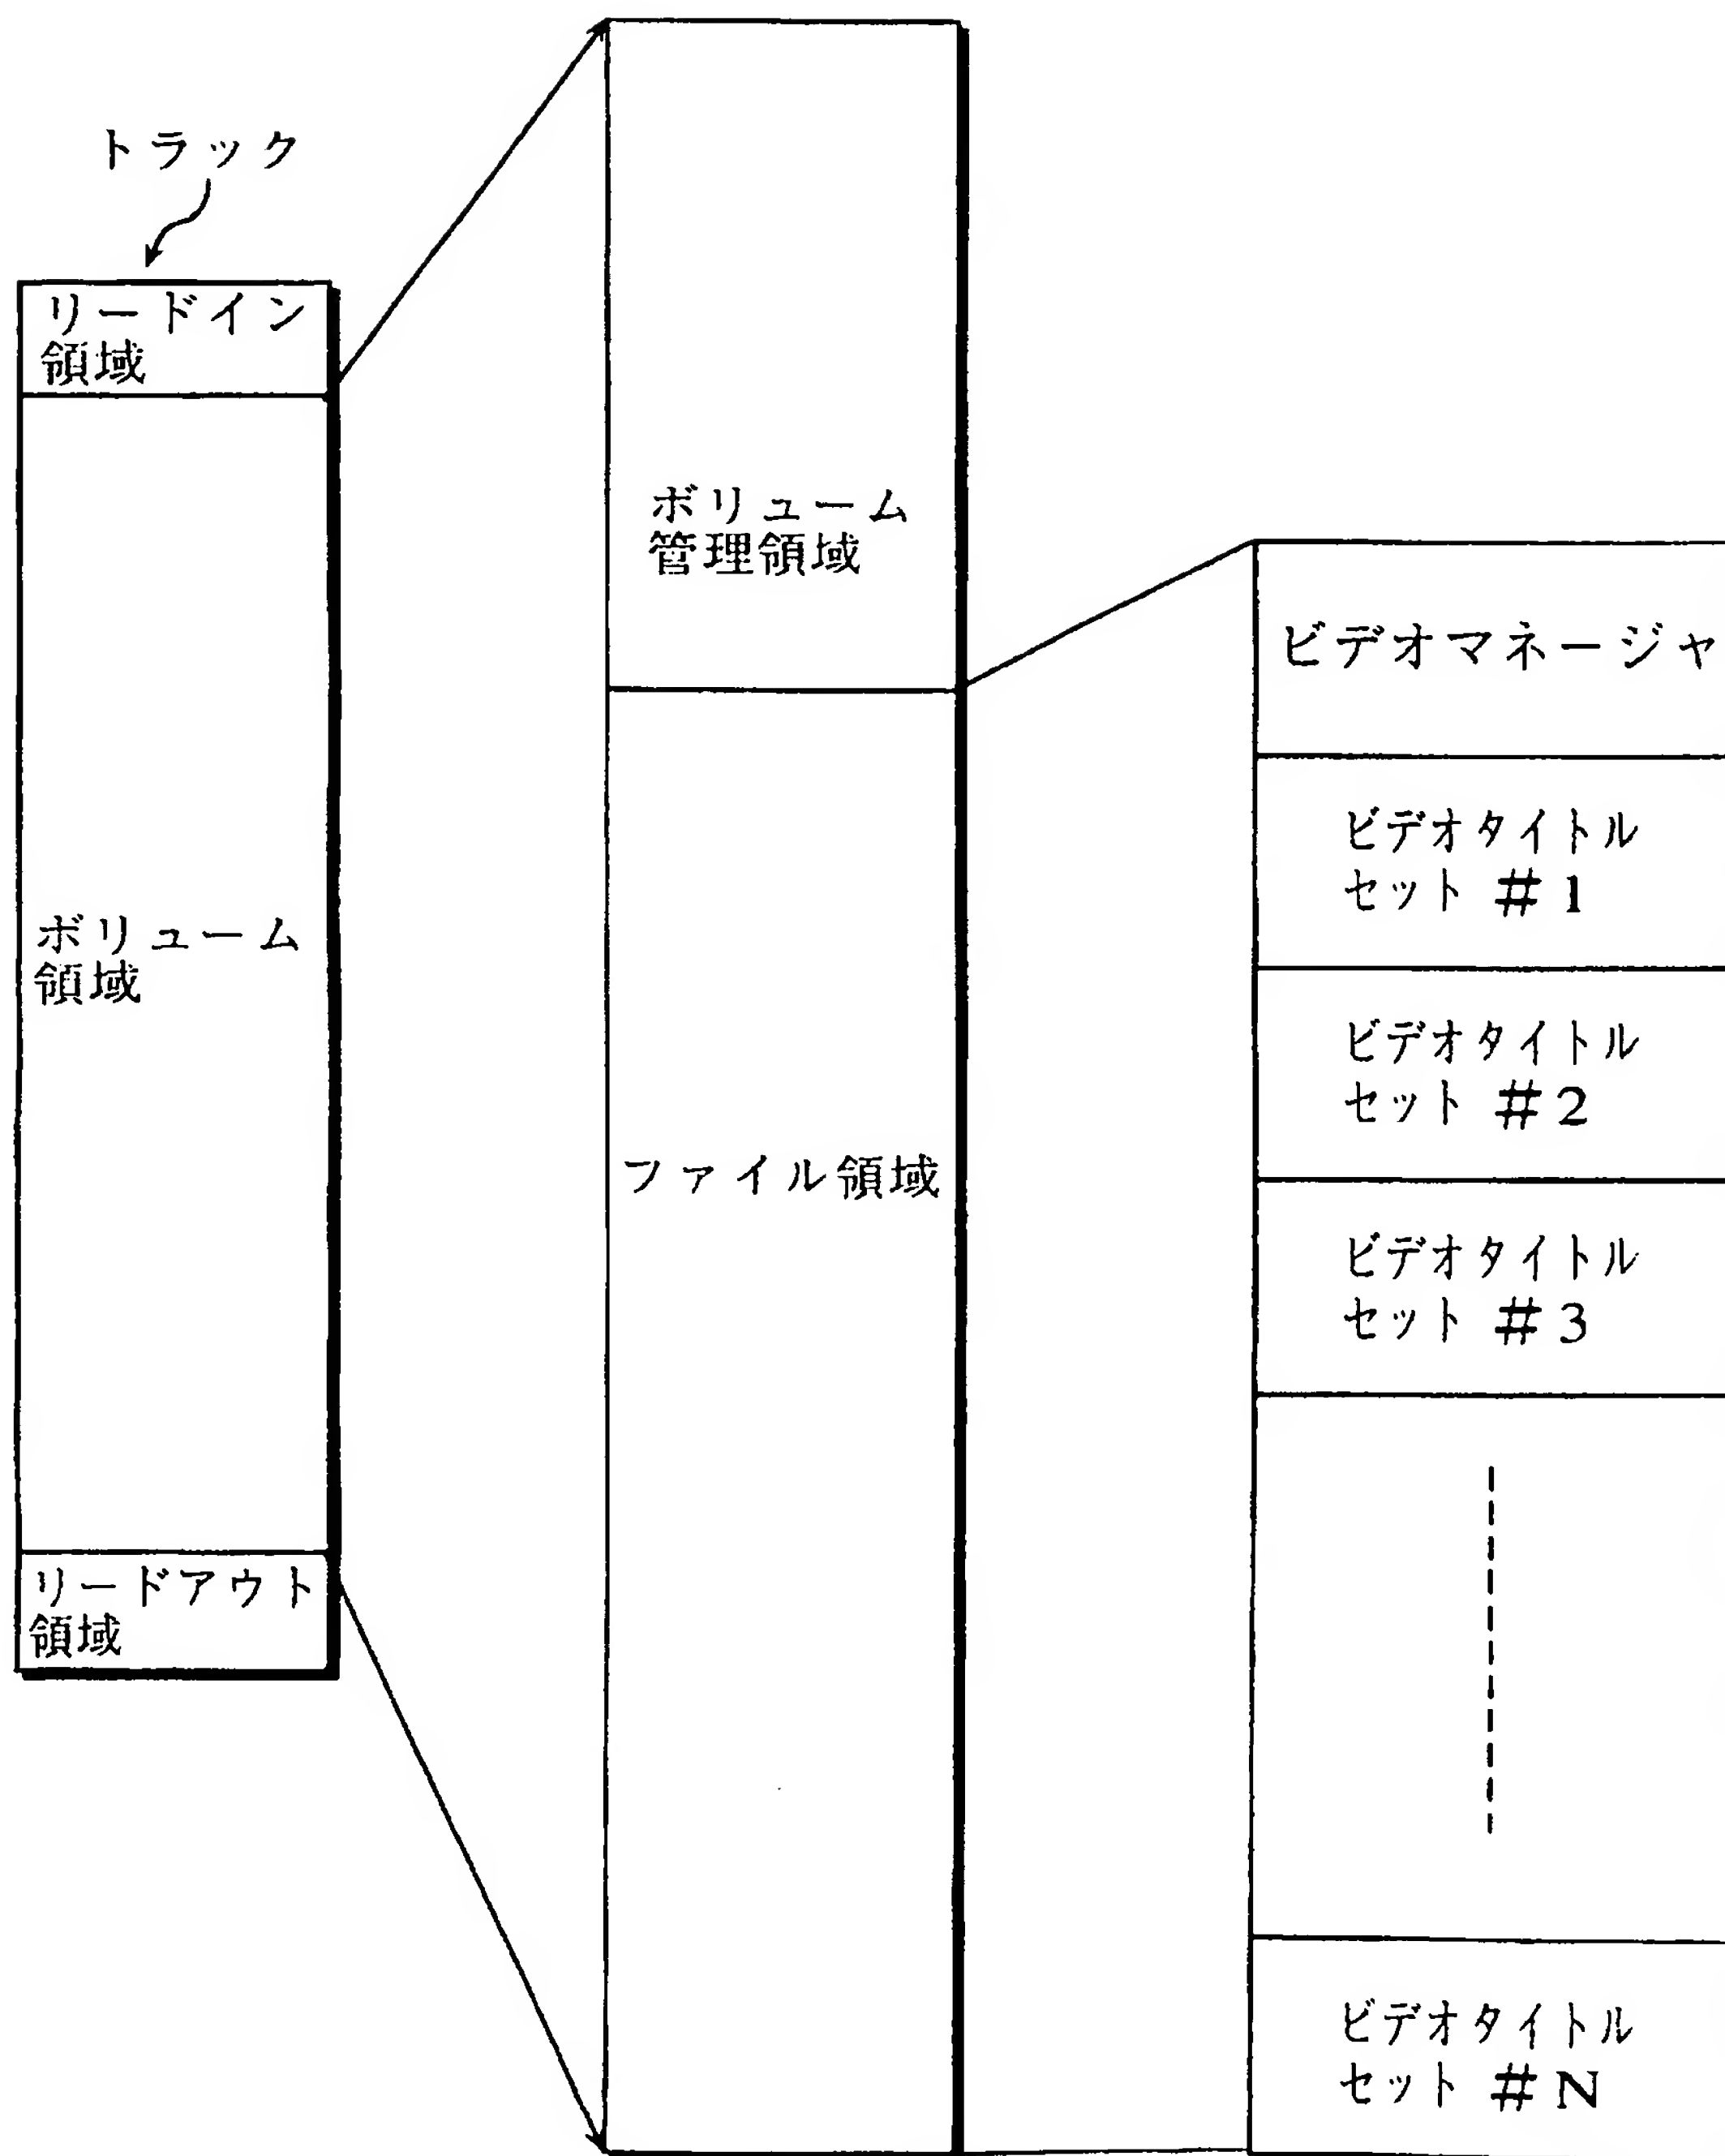 トラック
リードイン
領域
ボリューム
領域
リードアウト
領域
ボリューム
管理領域
ファイル領域
ビデオマネージャ
ビデオタイトル
セット #1
ビデオタイトル
セット #2
ビデオタイトル
セット #3
ビデオタイトル
セット #N